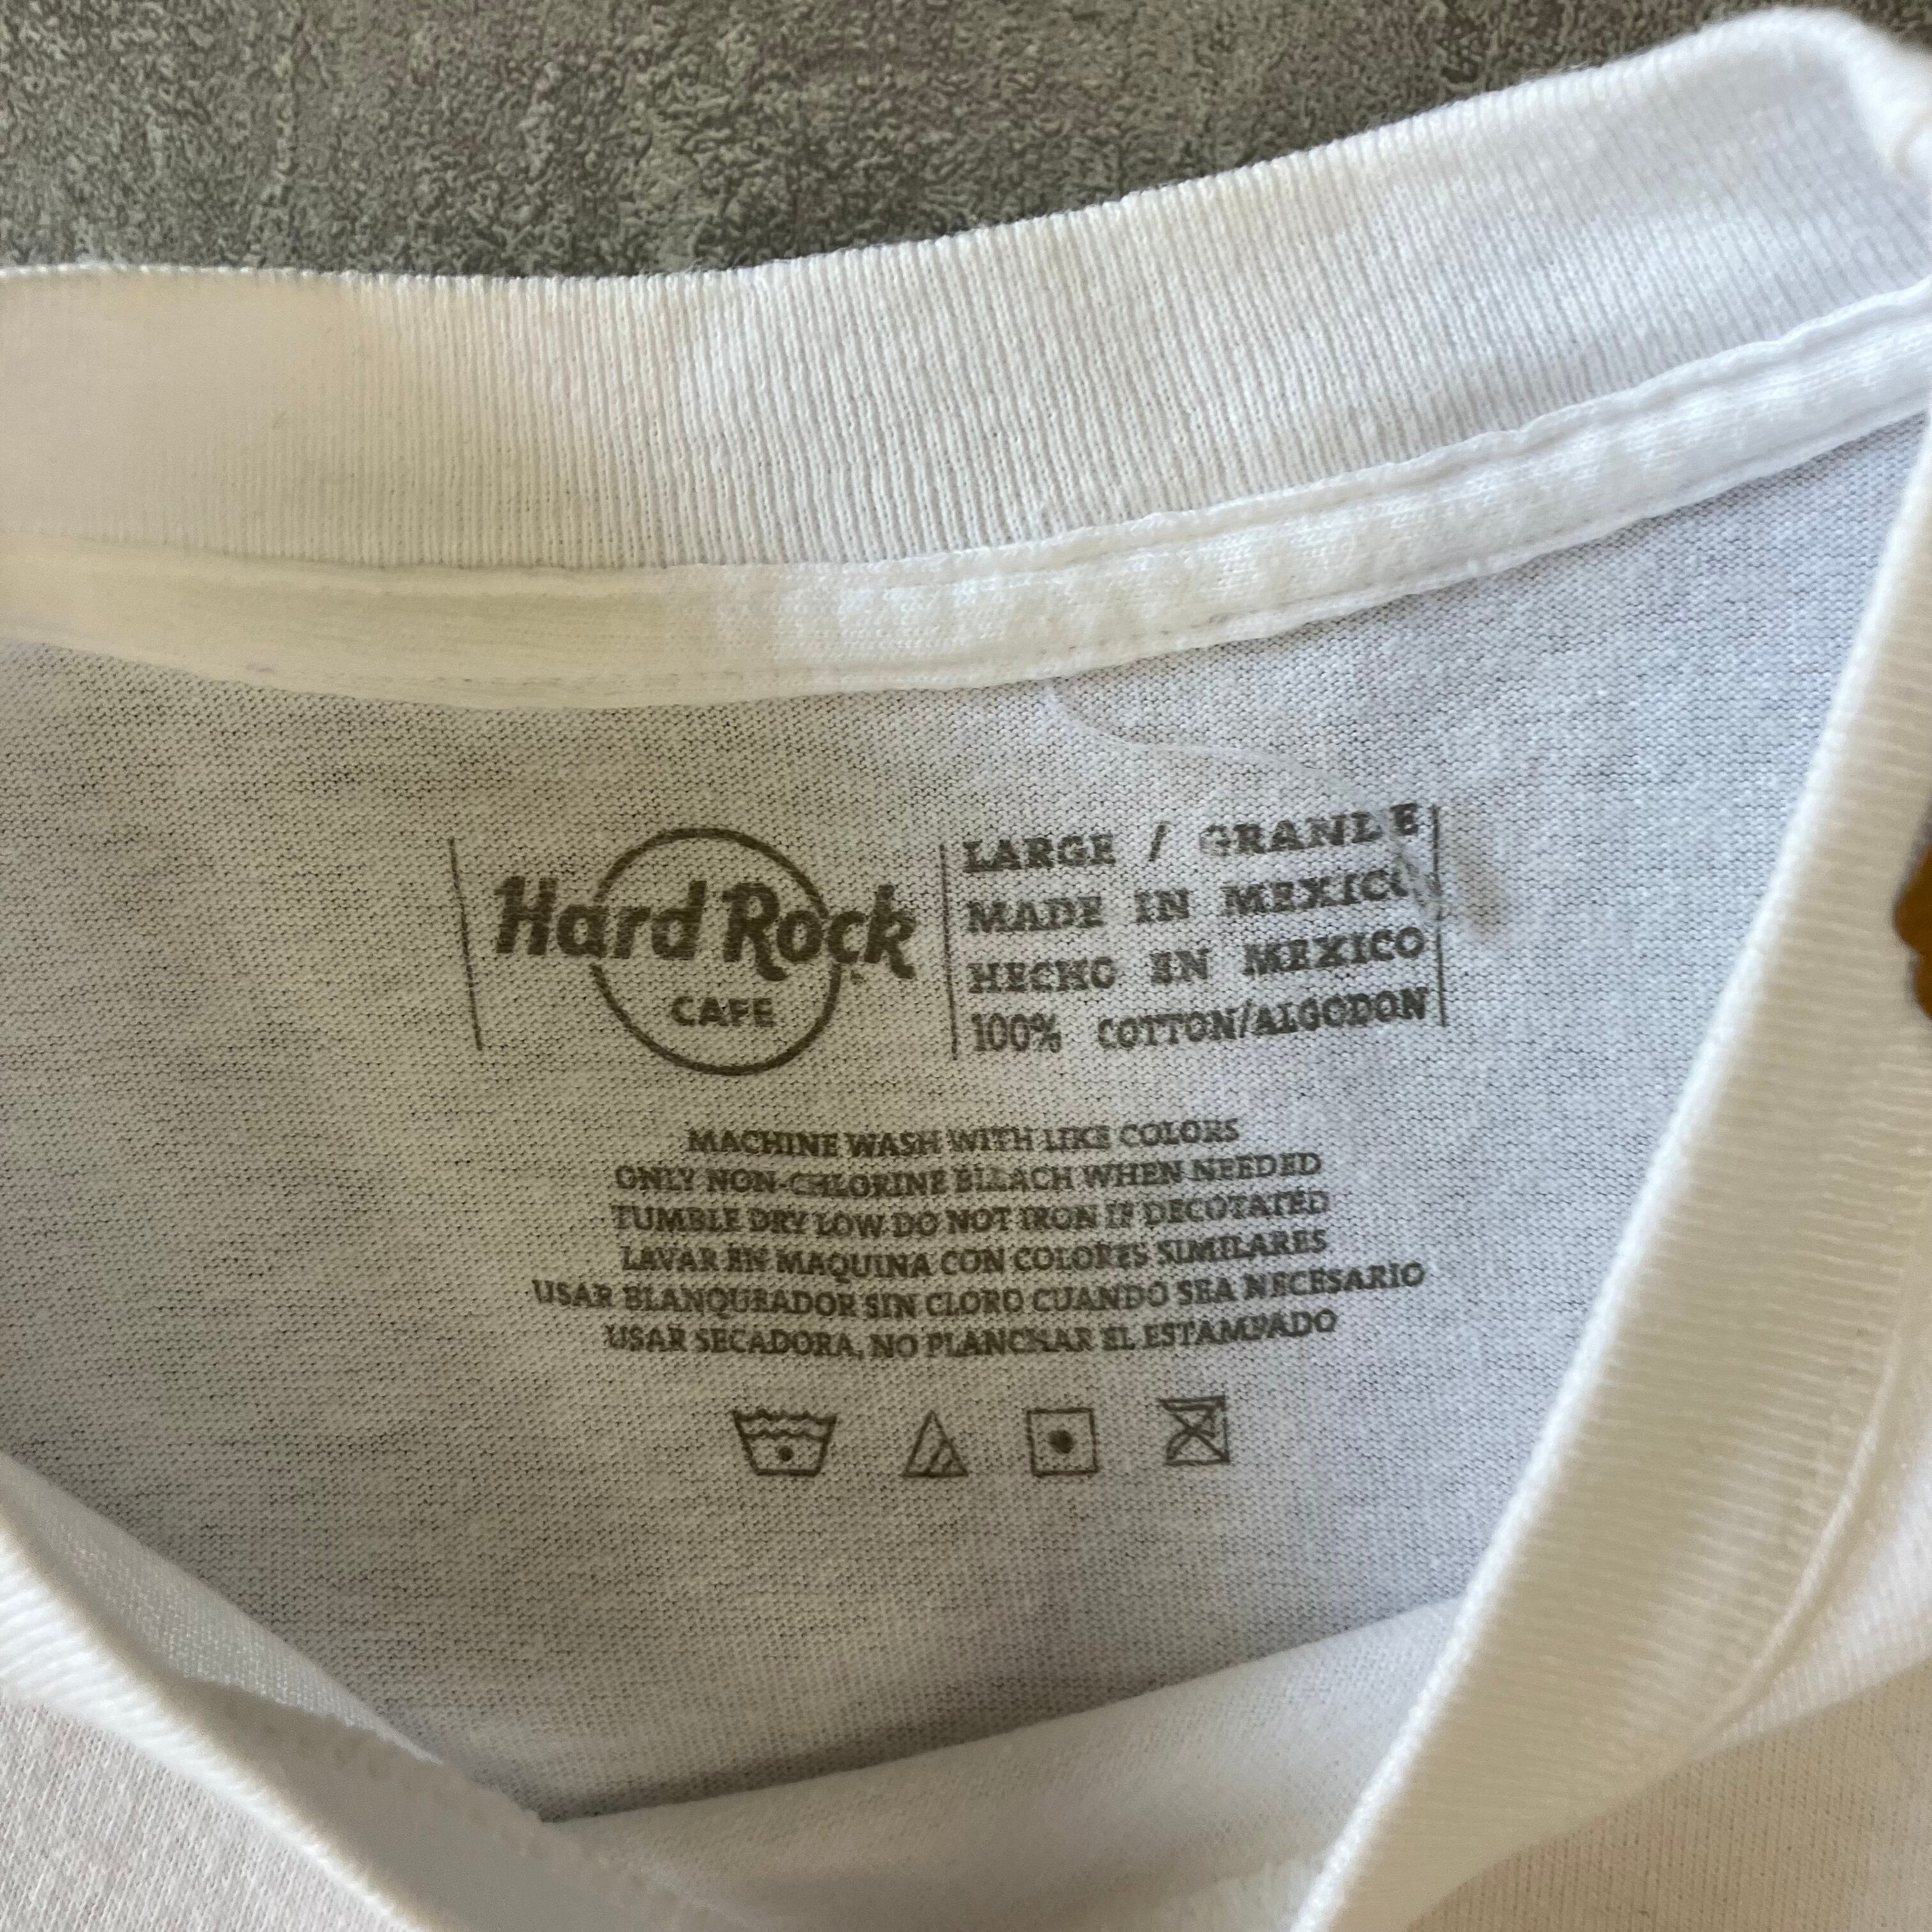 Hard Rock
CAFE
LARGE / GRANDE
MADE IN MEXICO
HECHO EN MEXICO
100% COTTON/ALGODON
MACHINE WASH WITH LIKE COLORS
ONLY NON-CHLORINE BLEACH WHEN NEEDED
TUMBLE DRY LOW DO NOT IRON IF DECOTATED
LAVAR EN MAQUINA CON COLORES SIMILARES
USAR BLANQUEADOR SIN CLORO CUANDO SEA NECESARIO
USAR SECADORA, NO PLANCHAR EL ESTAMPADO